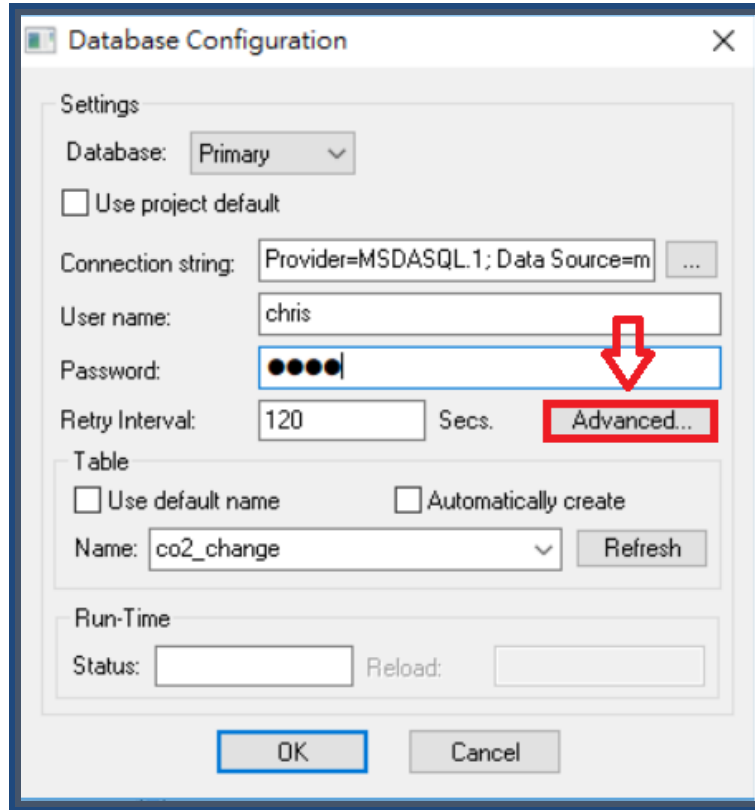 Database Configuration
Settings
Database: Primary
Use project default
Connection string: Provider=MSDASQL.1; Data Source=m ...
User name: chris
Password: ●●●●
Retry Interval: 120 Secs. Advanced...
Table
Use default name Automatically create
Name: co2_change Refresh
Run-Time
Status: Reload:
OK Cancel